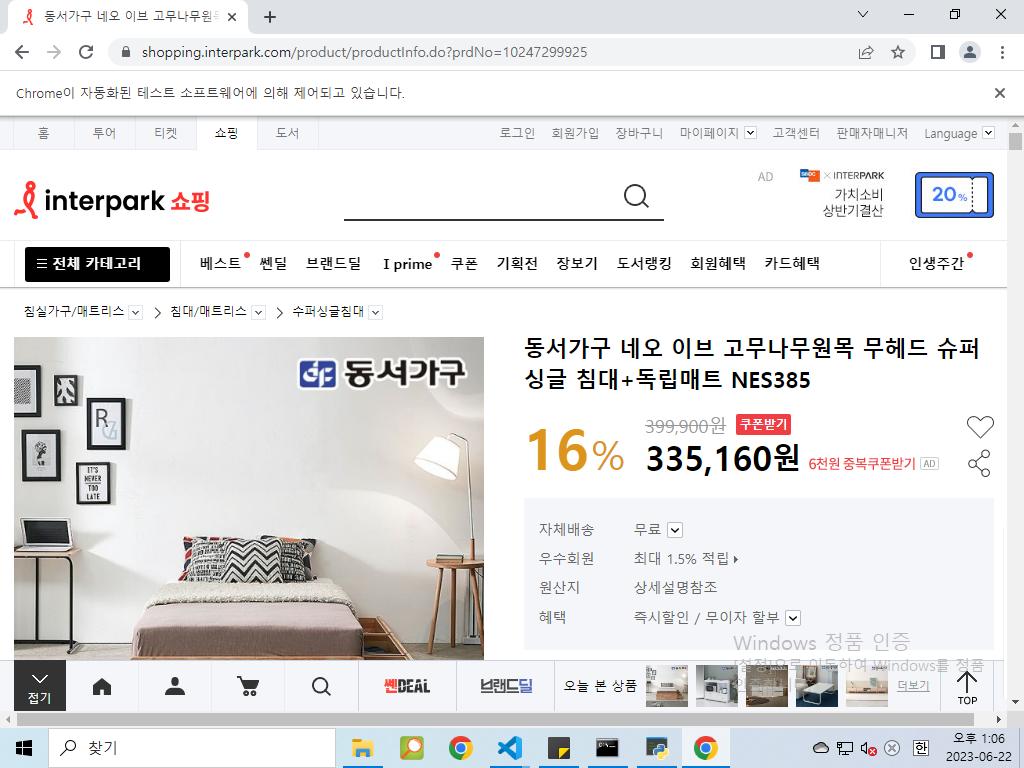 동서가구 네오 이브 고무나무원목
shopping.interpark.com/product/productInfo.do?prdNo=10247299925
Chrome이 자동화된 테스트 소프트웨어에 의해 제어되고 있습니다.
홈 투어 티켓 쇼핑 도서 로그인 회원가입 장바구니 마이페이지 고객센터 판매자매니저 Language
interpark 쇼핑
AD
× INTERPARK
가치소비
상반기결산
20%
전체 카테고리 베스트 쎈딜 브랜드딜 I prime 쿠폰 기획전 장보기 도서랭킹 회원혜택 카드혜택 인생주간
침실가구/매트리스 침대/매트리스 수퍼싱글침대
동서가구
R
G
IT'S
NEVER
TOO
LATE
동서가구 네오 이브 고무나무원목 무헤드 슈퍼
싱글 침대+독립매트 NES385
16%
399,900원 쿠폰받기
335,160원 6천원 중복쿠폰받기 AD
자체배송 무료
우수회원 최대 1.5% 적립
원산지 상세설명참조
혜택 즉시할인 / 무이자 할부
Windows 정품 인증
[설정]으로 이동하여 Windows를 정품
접기
쎈DEAL
브랜드딜
오늘 본 상품
더보기
TOP
찾기
한
오후 1:06
2023-06-22